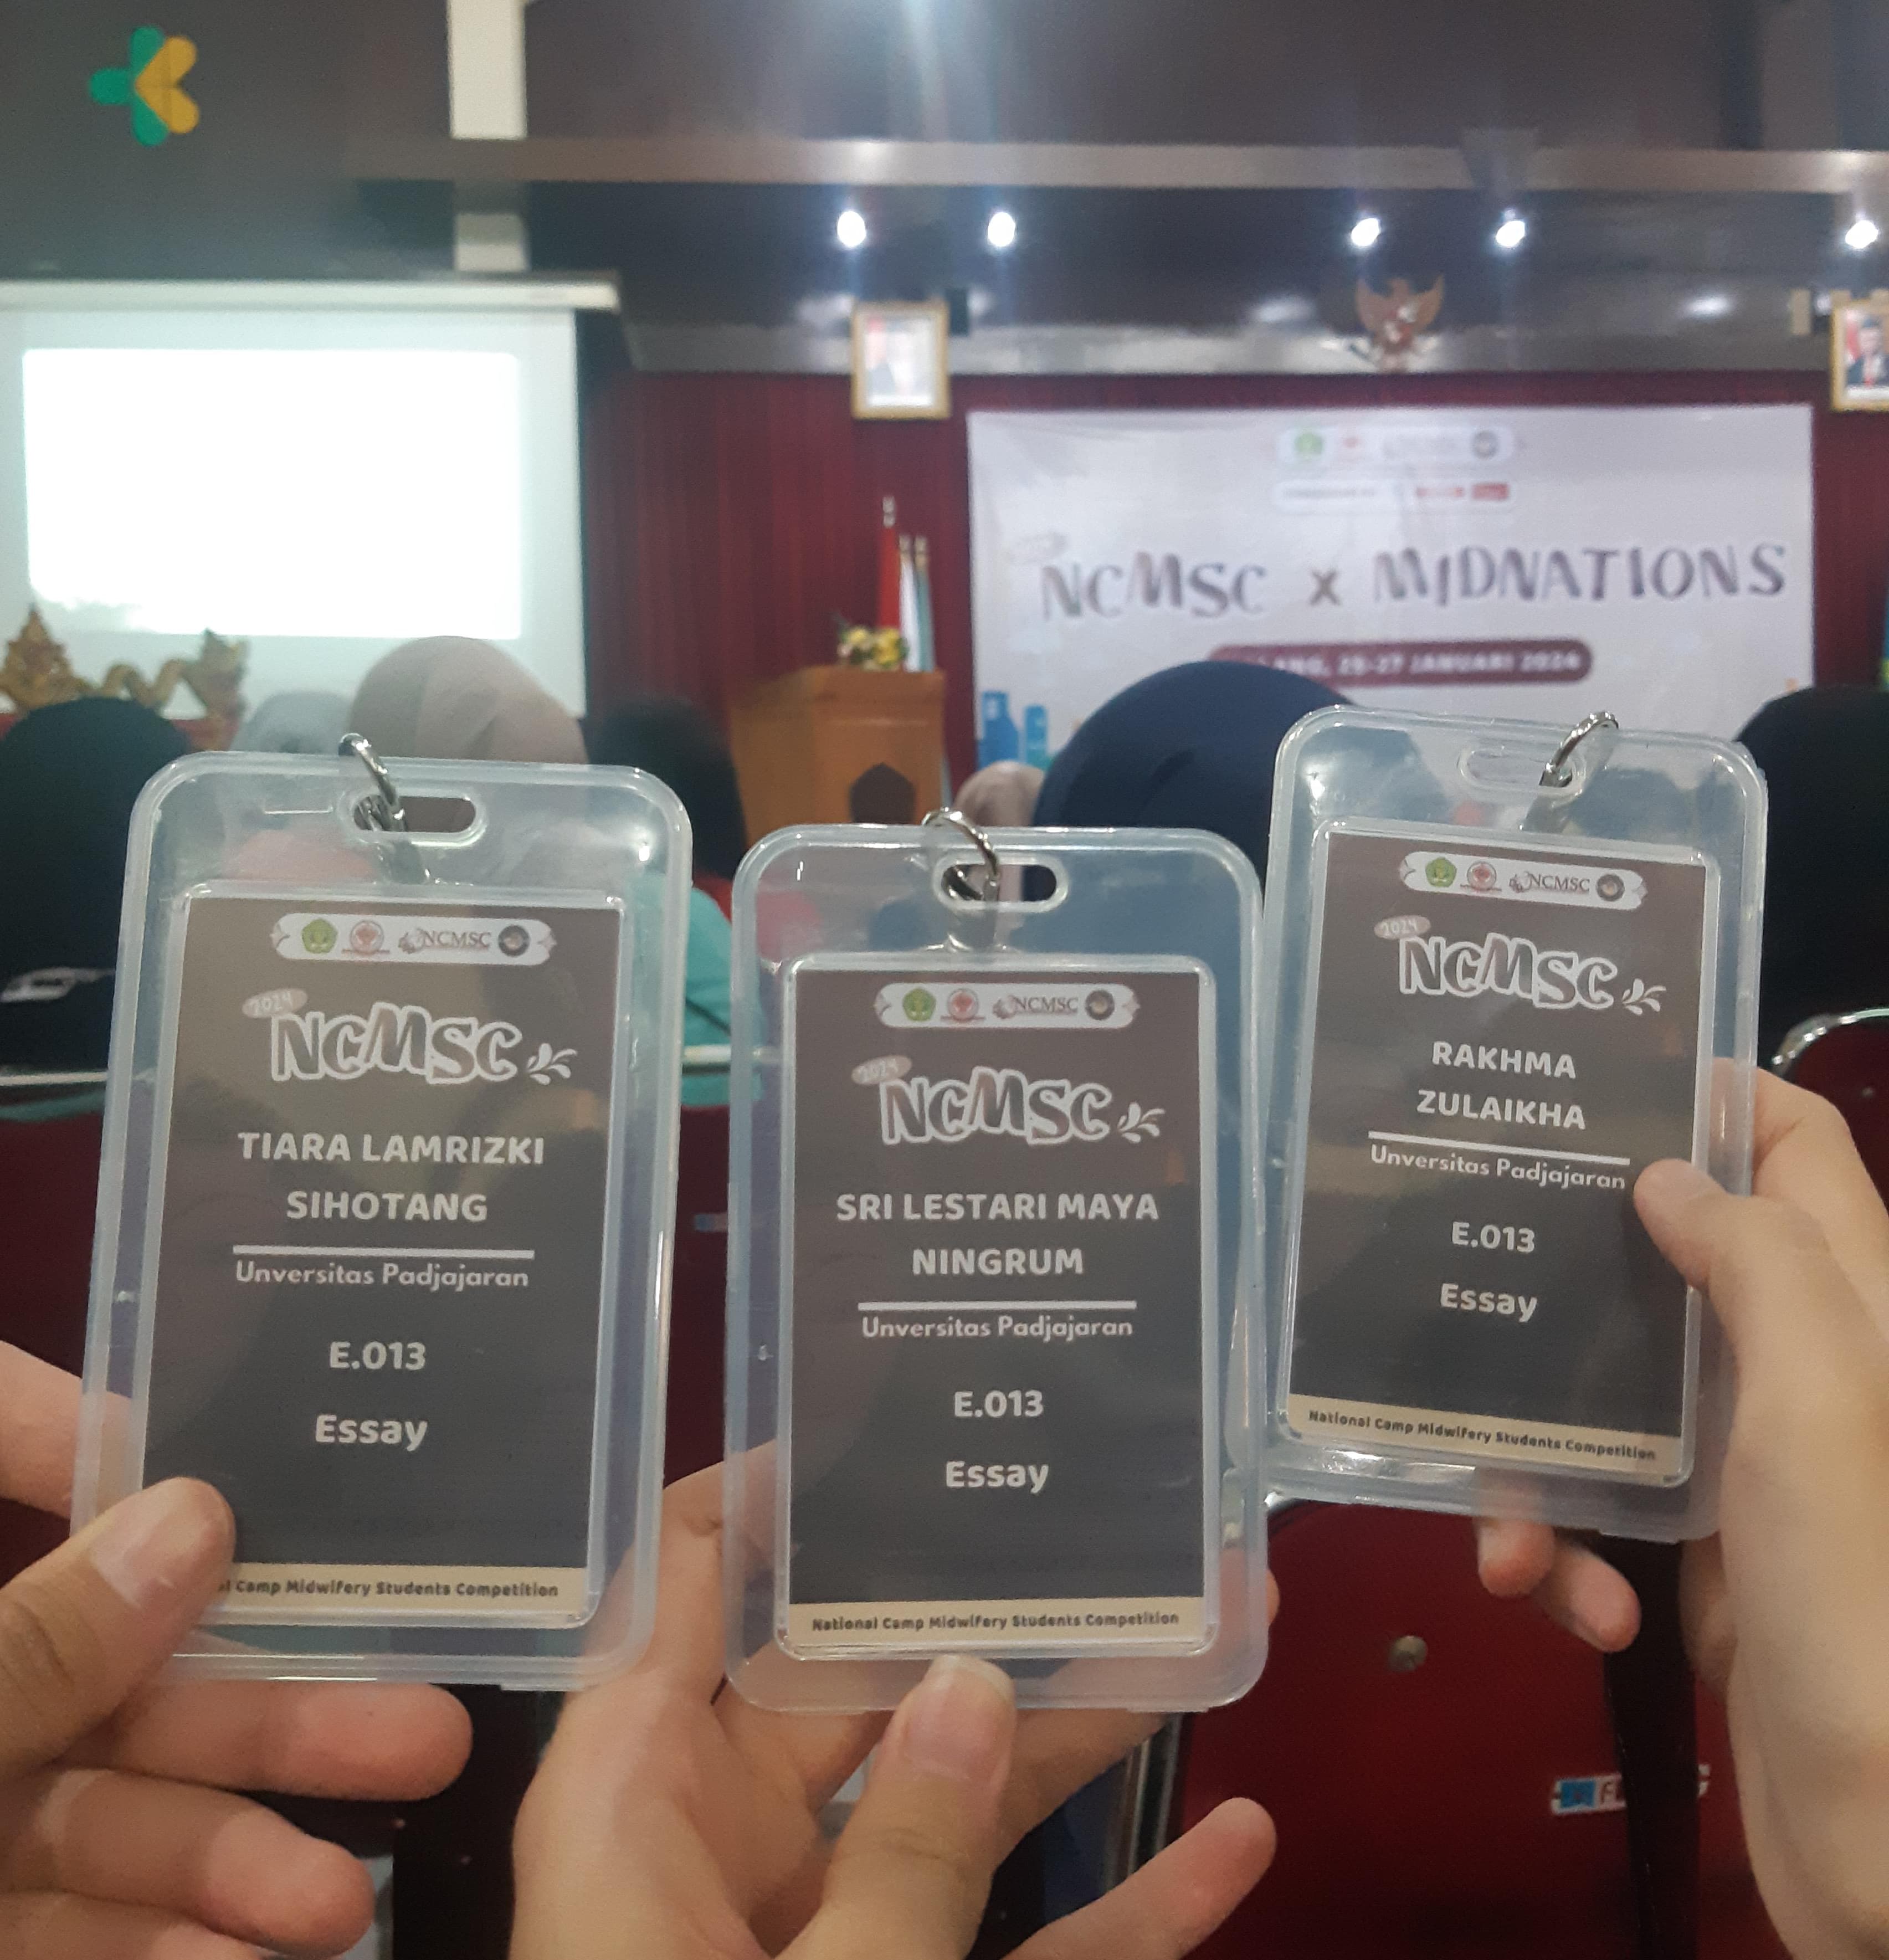 NCMSC x MIDNATIONS
25-27 JANUARI 2024
NCMSC
2024
NCMSC
TIARA LAMRIZKI
SIHOTANG
Unversitas Padjajaran
E.013
Essay
Camp Midwifery Students Competition
NCMSC
2024
NCMSC
SRI LESTARI MAYA
NINGRUM
Unversitas Padjajaran
E.013
Essay
National Camp Midwifery Students Competition
NCMSC
2024
NCMSC
RAKHMA
ZULAIKHA
Unversitas Padjajaran
E.013
Essay
National Camp Midwifery Students Competition